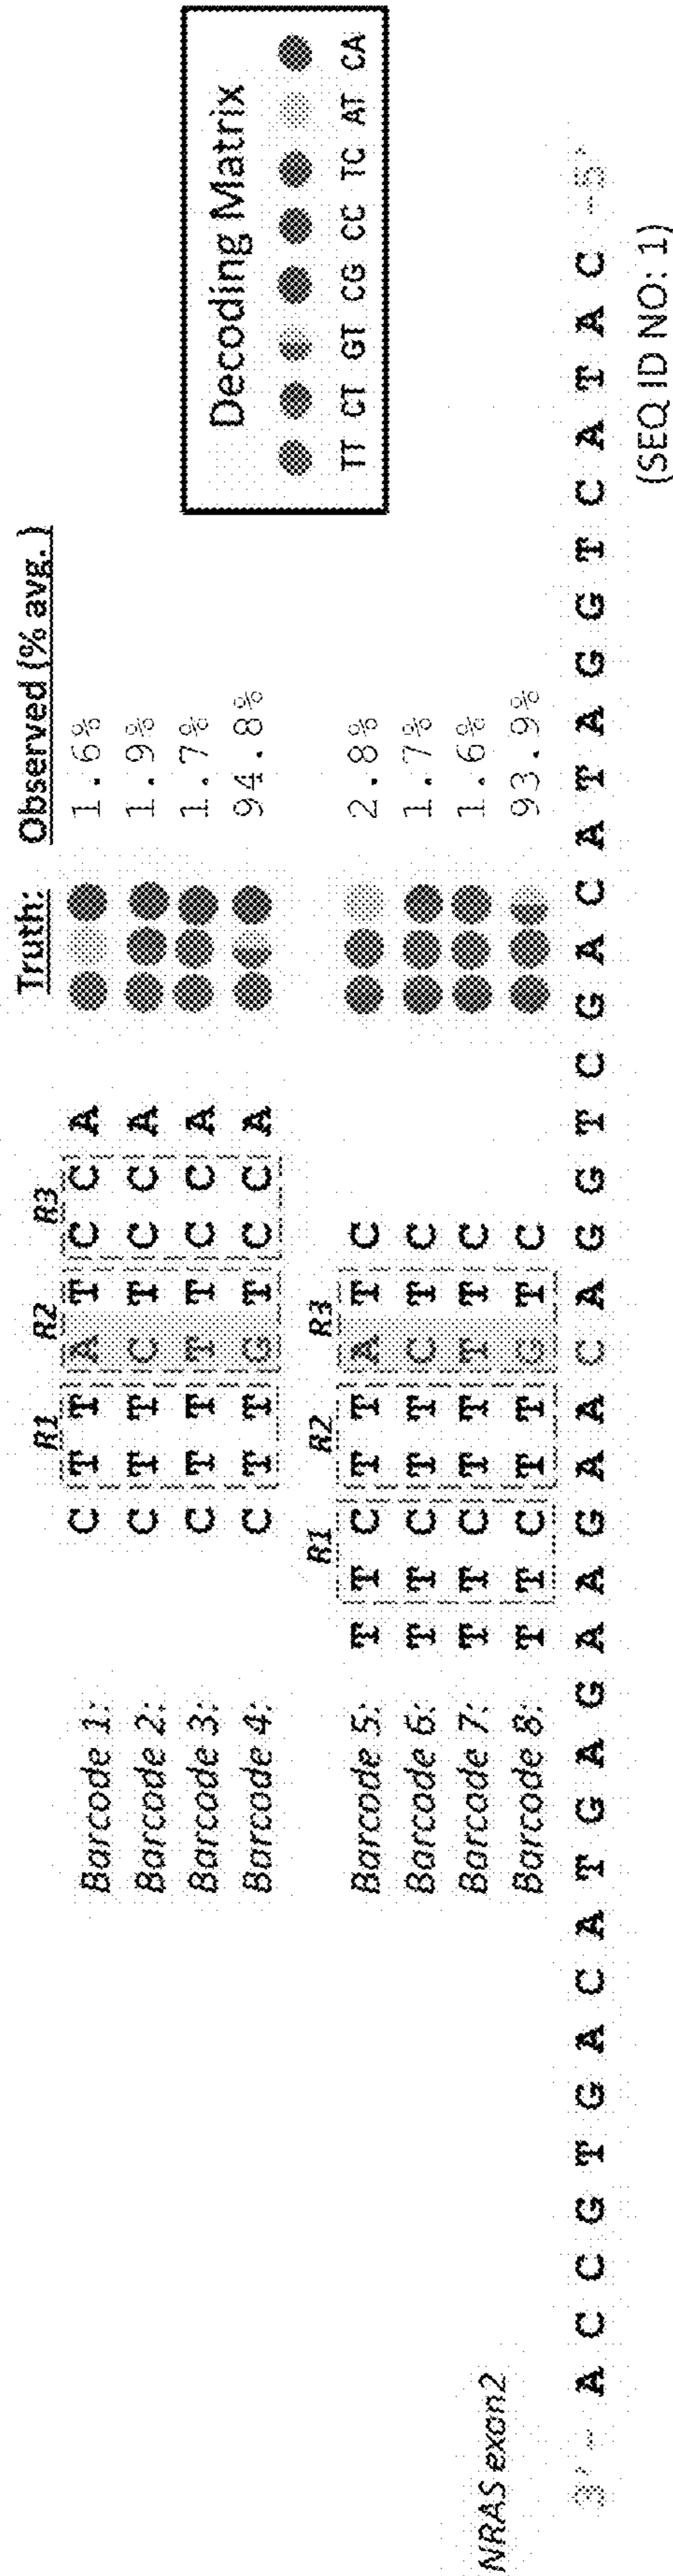 Truth: Observed (% avg.)
R1 R2 R3
Barcode 1: C T T A T C C A 1.6%
Barcode 2: C T T C T C C A 1.9%
Barcode 3: C T T T T C C A 1.7%
Barcode 4: C T T G T C C A 94.8%
Decoding Matrix
TT CT GT CG CC TC AT CA
R1 R2 R3
Barcode 5: T T C T T A T C 2.8%
Barcode 6: T T C T T C T C 1.7%
Barcode 7: T T C T T T T C 1.6%
Barcode 8: T T C T T G T C 93.9%
NRAS exon2
3' - A C C G T G A C A T G A G A A G A A C A G G T C G A C A T A G G T C A T A C -5'
(SEQ ID NO: 1)